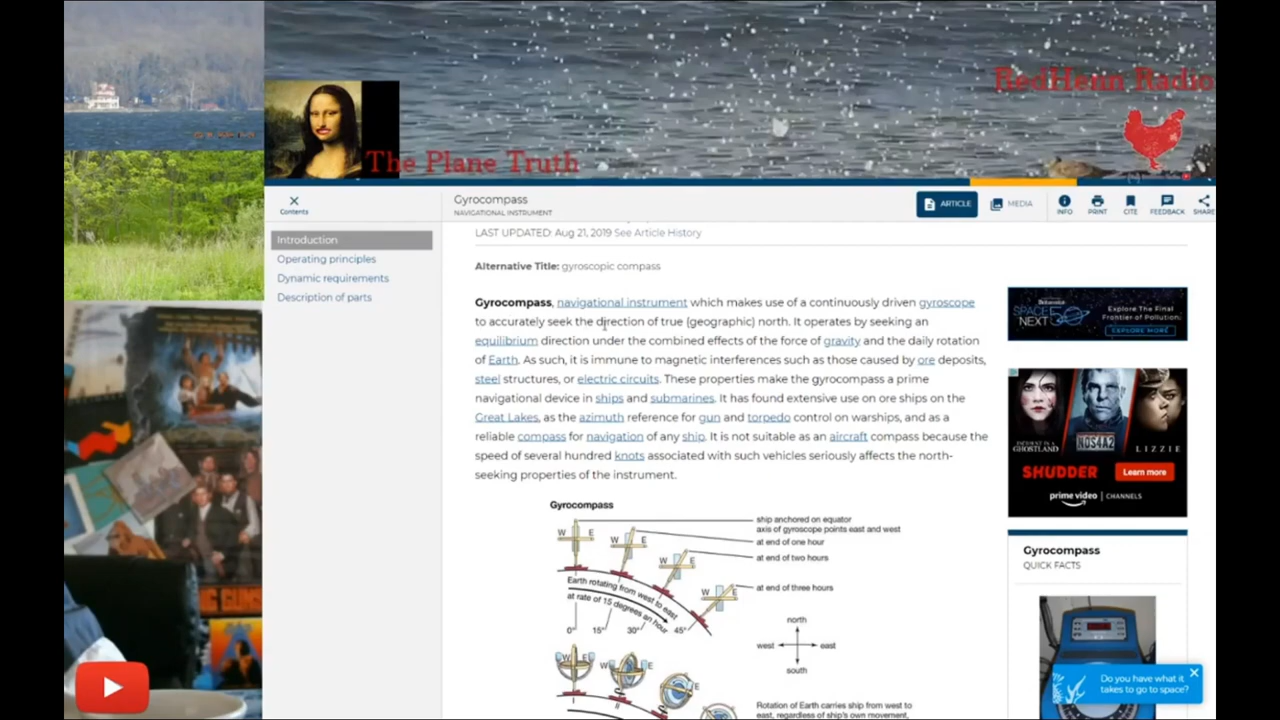 RedHenn Radio
The Plane Truth
Contents
Gyrocompass
NAVIGATIONAL INSTRUMENT
ARTICLE
MEDIA
INFO
PRINT
CITE
FEEDBACK
SHARE
Introduction
Operating principles
Dynamic requirements
Description of parts
LAST UPDATED: Aug 21, 2019 See Article History
Alternative Title: gyroscopic compass
Gyrocompass, navigational instrument which makes use of a continuously driven gyroscope
to accurately seek the direction of true (geographic) north. It operates by seeking an
equilibrium direction under the combined effects of the force of gravity and the daily rotation
of Earth. As such, it is immune to magnetic interferences such as those caused by ore deposits,
steel structures, or electric circuits. These properties make the gyrocompass a prime
navigational device in ships and submarines. It has found extensive use on ore ships on the
Great Lakes, as the azimuth reference for gun and torpedo control on warships, and as a
reliable compass for navigation of any ship. It is not suitable as an aircraft compass because the
speed of several hundred knots associated with such vehicles seriously affects the north-
seeking properties of the instrument.
Gyrocompass
ship anchored on equator
axis of gyroscope points east and west
at end of one hour
at end of two hours
at end of three hours
W E
W E
W E
W E
Earth rotating from west to east
at rate of 15 degrees an hour
0° 15° 30° 45°
north
west east
south
W E
W E
E
I
II
Rotation of Earth carries ship from west to
east, regardless of ship's own movement,
SPACE NEXT 50
Explore The Final
Frontier of Pollution.
EXPLORE MORE
INCIDENT IN A
GHOSTLAND
NOS4A2
LIZZIE
SHUDDER
Learn more
prime video | CHANNELS
Gyrocompass
QUICK FACTS
Do you have what it
takes to go to space?